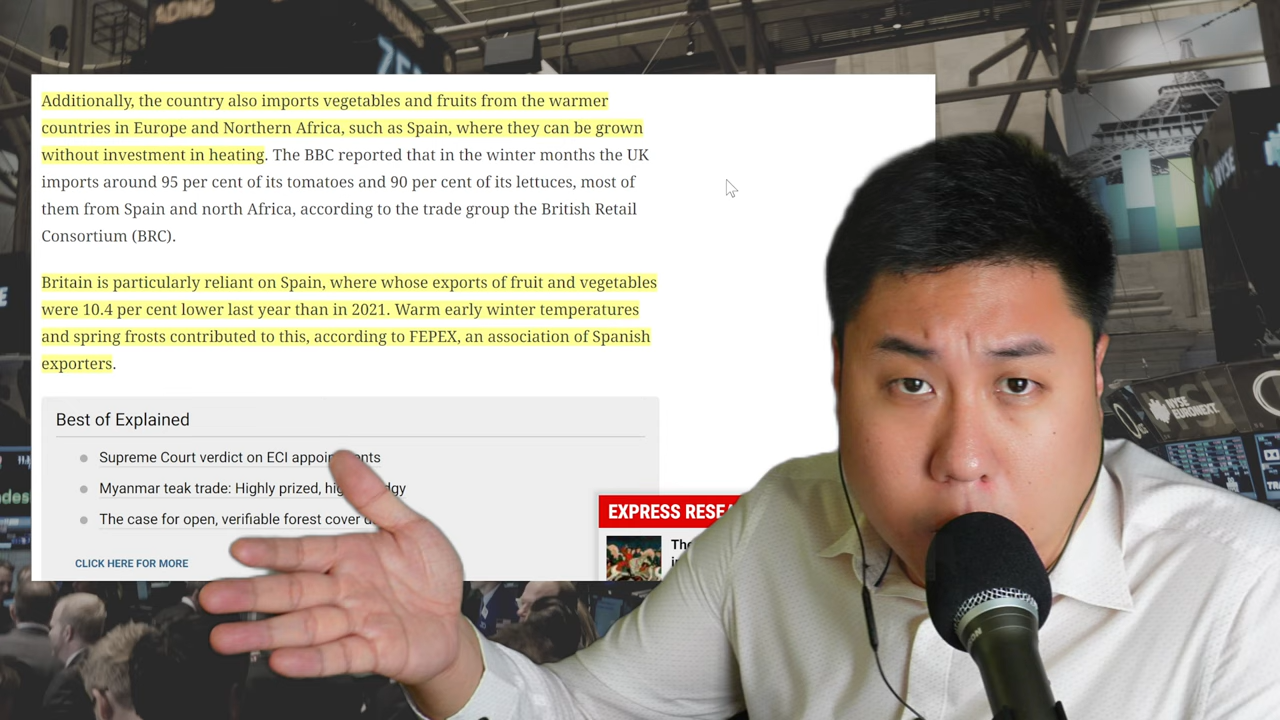 Additionally, the country also imports vegetables and fruits from the warmer
countries in Europe and Northern Africa, such as Spain, where they can be grown
without investment in heating. The BBC reported that in the winter months the UK
imports around 95 per cent of its tomatoes and 90 per cent of its lettuces, most of
them from Spain and north Africa, according to the trade group the British Retail
Consortium (BRC).
Britain is particularly reliant on Spain, where whose exports of fruit and vegetables
were 10.4 per cent lower last year than in 2021. Warm early winter temperatures
and spring frosts contributed to this, according to FEPEX, an association of Spanish
exporters.
Best of Explained
Supreme Court verdict on ECI
Myanmar teak trade: Highly prized,
The case for open, verifiable forest cover
CLICK HERE FOR MORE
EXPRESS
NYSE
NYSE
EURONEXT